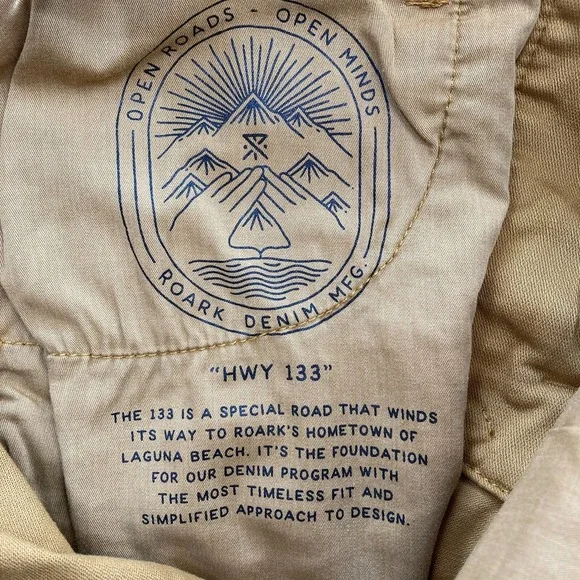 OPEN ROADS - OPEN MINDS
ROARK DENIM MFG.
"HWY 133"
THE 133 IS A SPECIAL ROAD THAT WINDS
ITS WAY TO ROARK'S HOMETOWN OF
LAGUNA BEACH. IT'S THE FOUNDATION
FOR OUR DENIM PROGRAM WITH
THE MOST TIMELESS FIT AND
SIMPLIFIED APPROACH TO DESIGN.